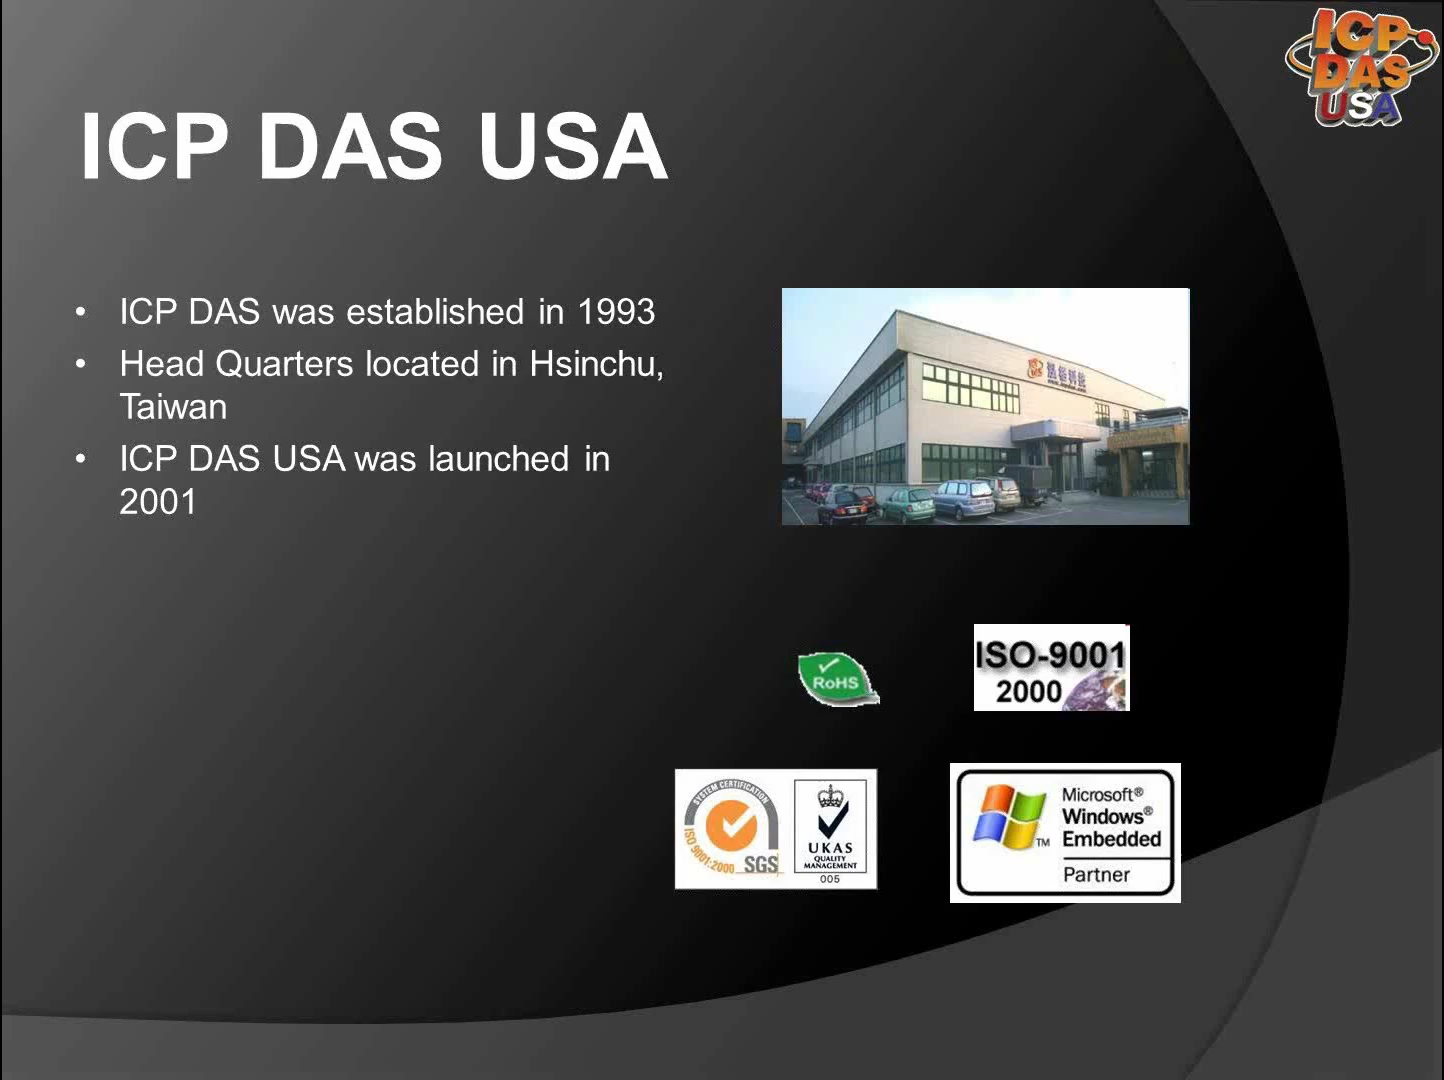 ICP
DAS
USA
ICP DAS USA
• ICP DAS was established in 1993
• Head Quarters located in Hsinchu,
Taiwan
• ICP DAS USA was launched in
2001
RoHS
ISO-9001
2000
SYSTEM CERTIFICATION
ISO 9001:2000
SGS
UKAS
QUALITY
MANAGEMENT
005
Microsoft®
Windows®
Embedded
TM
Partner